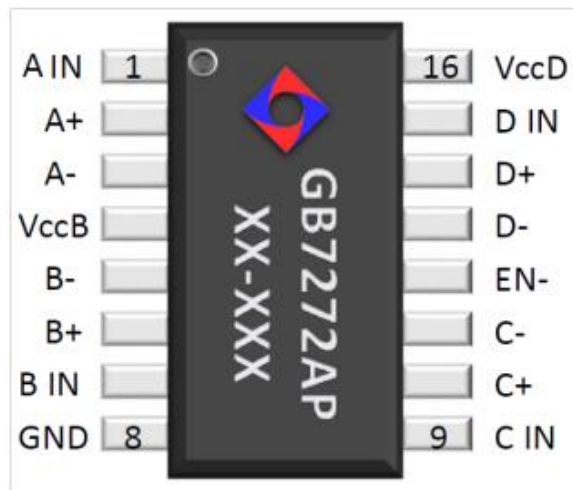 A IN 1 16 VccD
A+ D IN
A- D+
VccB D-
B- EN-
B+ C-
B IN C+
GND 8 9 C IN
GB7272AP
XX-XXX